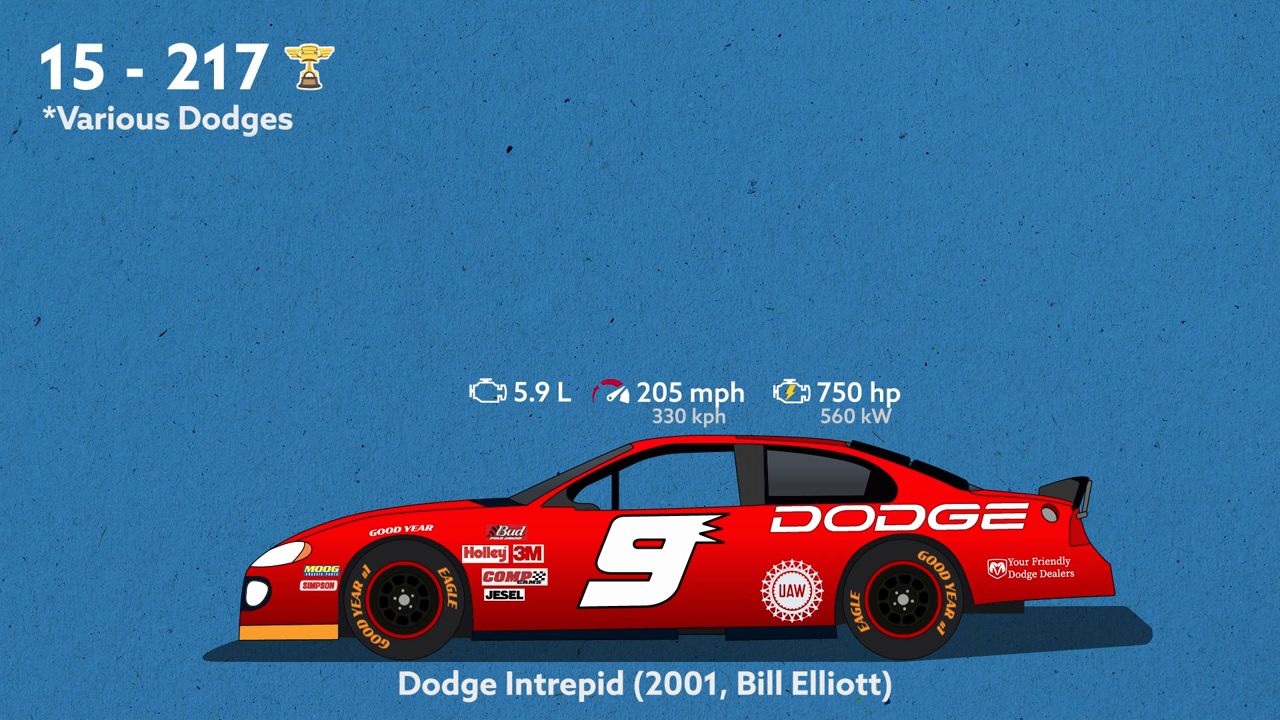 15 - 217
*Various Dodges
5.9 L 205 mph 750 hp
330 kph 560 kW
GOOD YEAR
Bud
Holley 3M
MOOG
SIMPSON
COMP
CAMS
JESEL
9
DODGE
UAW
Your Friendly
Dodge Dealers
GOOD YEAR #1
EAGLE
GOOD YEAR #1
EAGLE
Dodge Intrepid (2001, Bill Elliott)